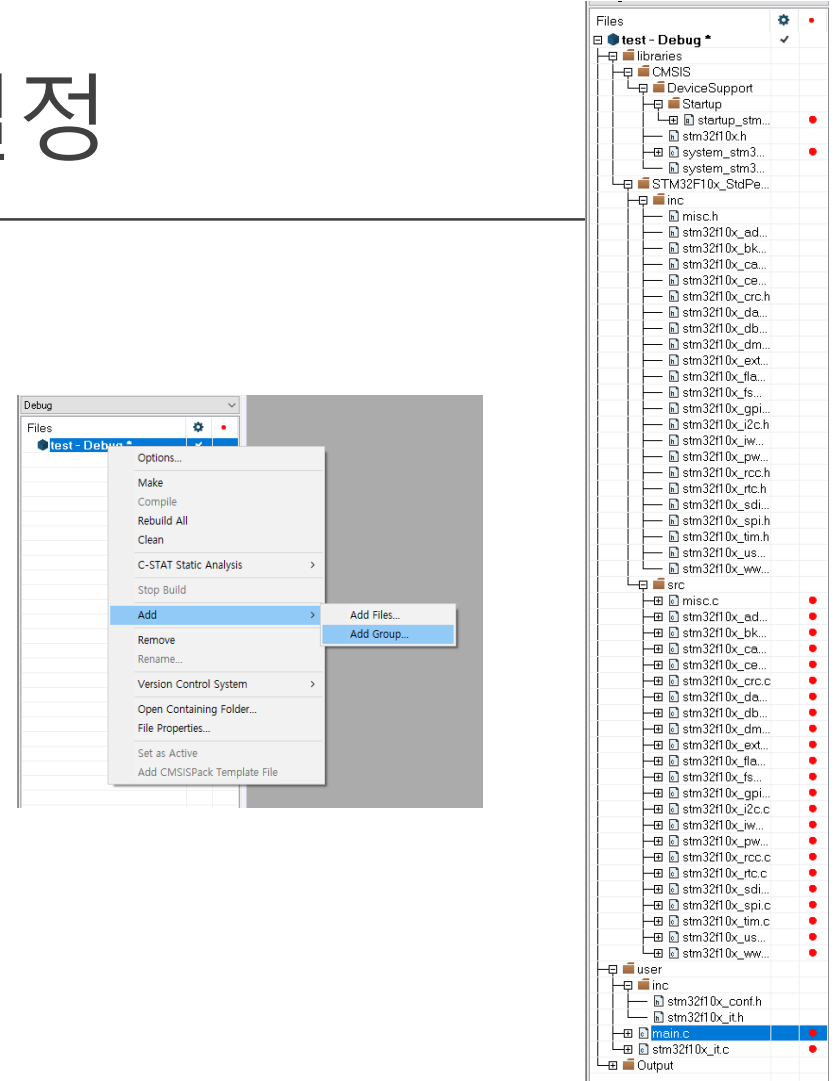 정
Debug
Files
test - Debug *
Options...
Make
Compile
Rebuild All
Clean
C-STAT Static Analysis
Stop Build
Add
Add Files...
Add Group...
Remove
Rename...
Version Control System
Open Containing Folder...
File Properties...
Set as Active
Add CMSISPack Template File
Files
test - Debug *
libraries
CMSIS
DeviceSupport
Startup
startup_stm...
stm32f10x.h
system_stm3...
system_stm3...
STM32F10x_StdPe...
inc
misc.h
stm32f10x_ad...
stm32f10x_bk...
stm32f10x_ca...
stm32f10x_ce...
stm32f10x_crc.h
stm32f10x_da...
stm32f10x_db...
stm32f10x_dm...
stm32f10x_ext...
stm32f10x_fla...
stm32f10x_fs...
stm32f10x_gpi...
stm32f10x_i2c.h
stm32f10x_iw...
stm32f10x_pw...
stm32f10x_rcc.h
stm32f10x_rtc.h
stm32f10x_sdi...
stm32f10x_spi.h
stm32f10x_tim.h
stm32f10x_us...
stm32f10x_ww...
src
misc.c
stm32f10x_ad...
stm32f10x_bk...
stm32f10x_ca...
stm32f10x_ce...
stm32f10x_crc.c
stm32f10x_da...
stm32f10x_db...
stm32f10x_dm...
stm32f10x_ext...
stm32f10x_fla...
stm32f10x_fs...
stm32f10x_gpi...
stm32f10x_i2c.c
stm32f10x_iw...
stm32f10x_pw...
stm32f10x_rcc.c
stm32f10x_rtc.c
stm32f10x_sdi...
stm32f10x_spi.c
stm32f10x_tim.c
stm32f10x_us...
stm32f10x_ww...
user
inc
stm32f10x_conf.h
stm32f10x_it.h
main.c
stm32f10x_it.c
Output